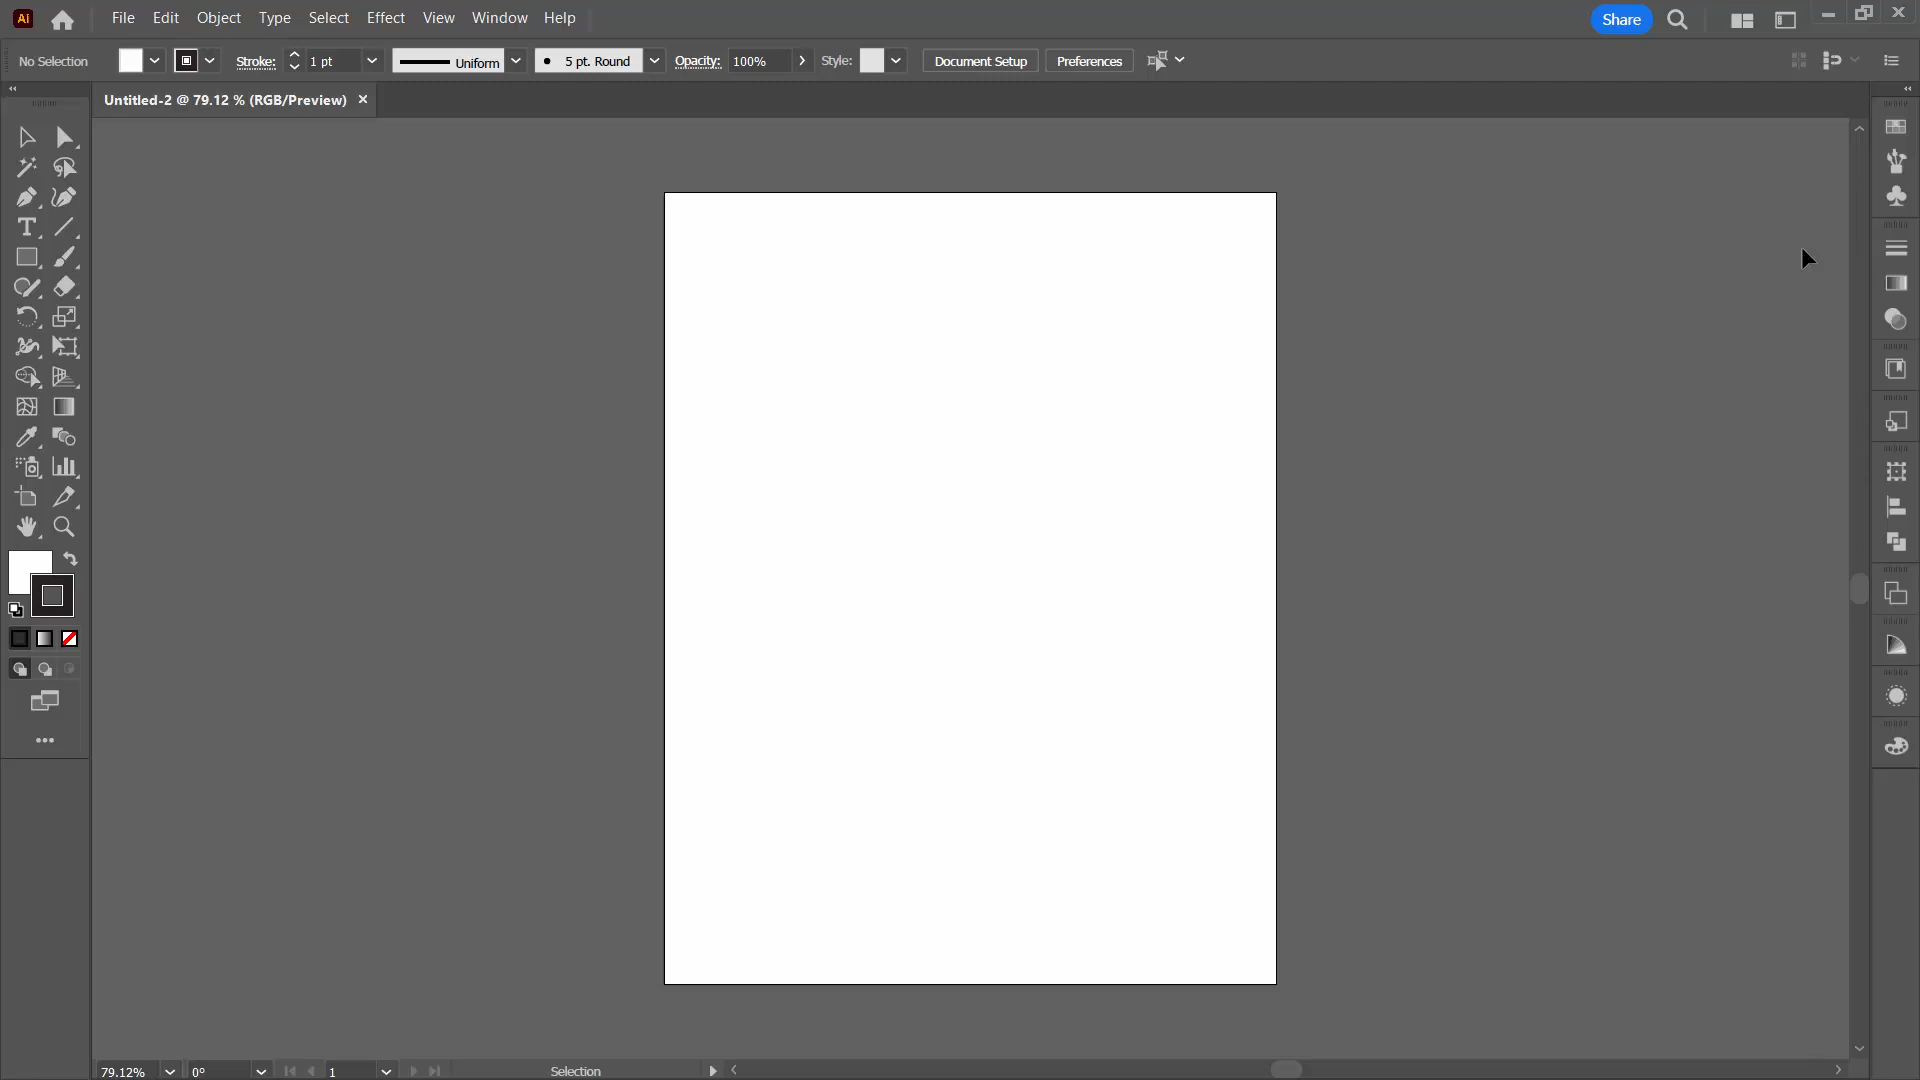 Ai File Edit Object Type Select Effect View Window Help Share
No Selection Stroke: 1 pt Uniform 5 pt. Round Opacity: 100% Style: Document Setup Preferences
Untitled-2 @ 79.12 % (RGB/Preview)
79.12% 0° 1 Selection